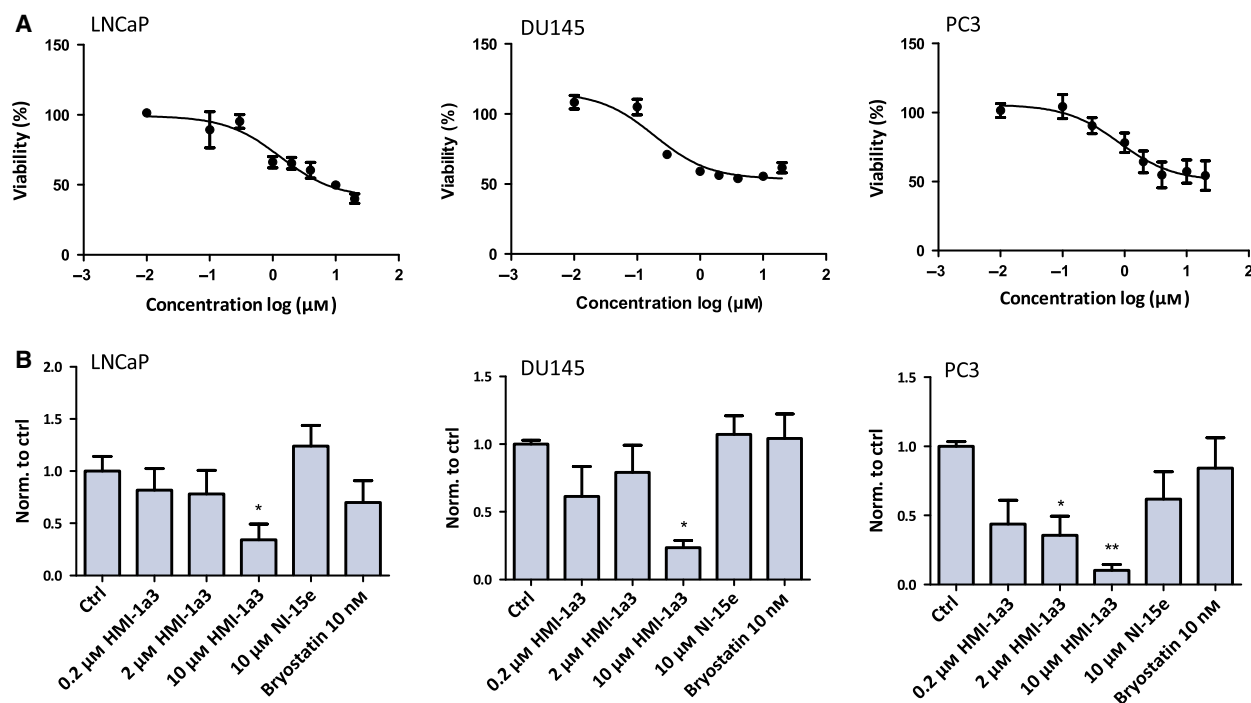 A
LNCaP
Viability (%)
150
100
50
0
–3
–2
–1
0
1
2
Concentration log (µM)
DU145
Viability (%)
150
100
50
0
–3
–2
–1
0
1
2
Concentration log (µM)
PC3
Viability (%)
150
100
50
0
–3
–2
–1
0
1
2
Concentration log (µM)
B
LNCaP
Norm. to ctrl
2.0
1.5
1.0
0.5
0.0
*
Ctrl
0.2 µM HMI-1a3
2 µM HMI-1a3
10 µM HMI-1a3
10 µM NI-15e
Bryostatin 10 nM
DU145
Norm. to ctrl
1.5
1.0
0.5
0.0
*
Ctrl
0.2 µM HMI-1a3
2 µM HMI-1a3
10 µM HMI-1a3
10 µM NI-15e
Bryostatin 10 nM
PC3
Norm. to ctrl
1.5
1.0
0.5
0.0
*
**
Ctrl
0.2 µM HMI-1a3
2 µM HMI-1a3
10 µM HMI-1a3
10 µM NI-15e
Bryostatin 10 nM